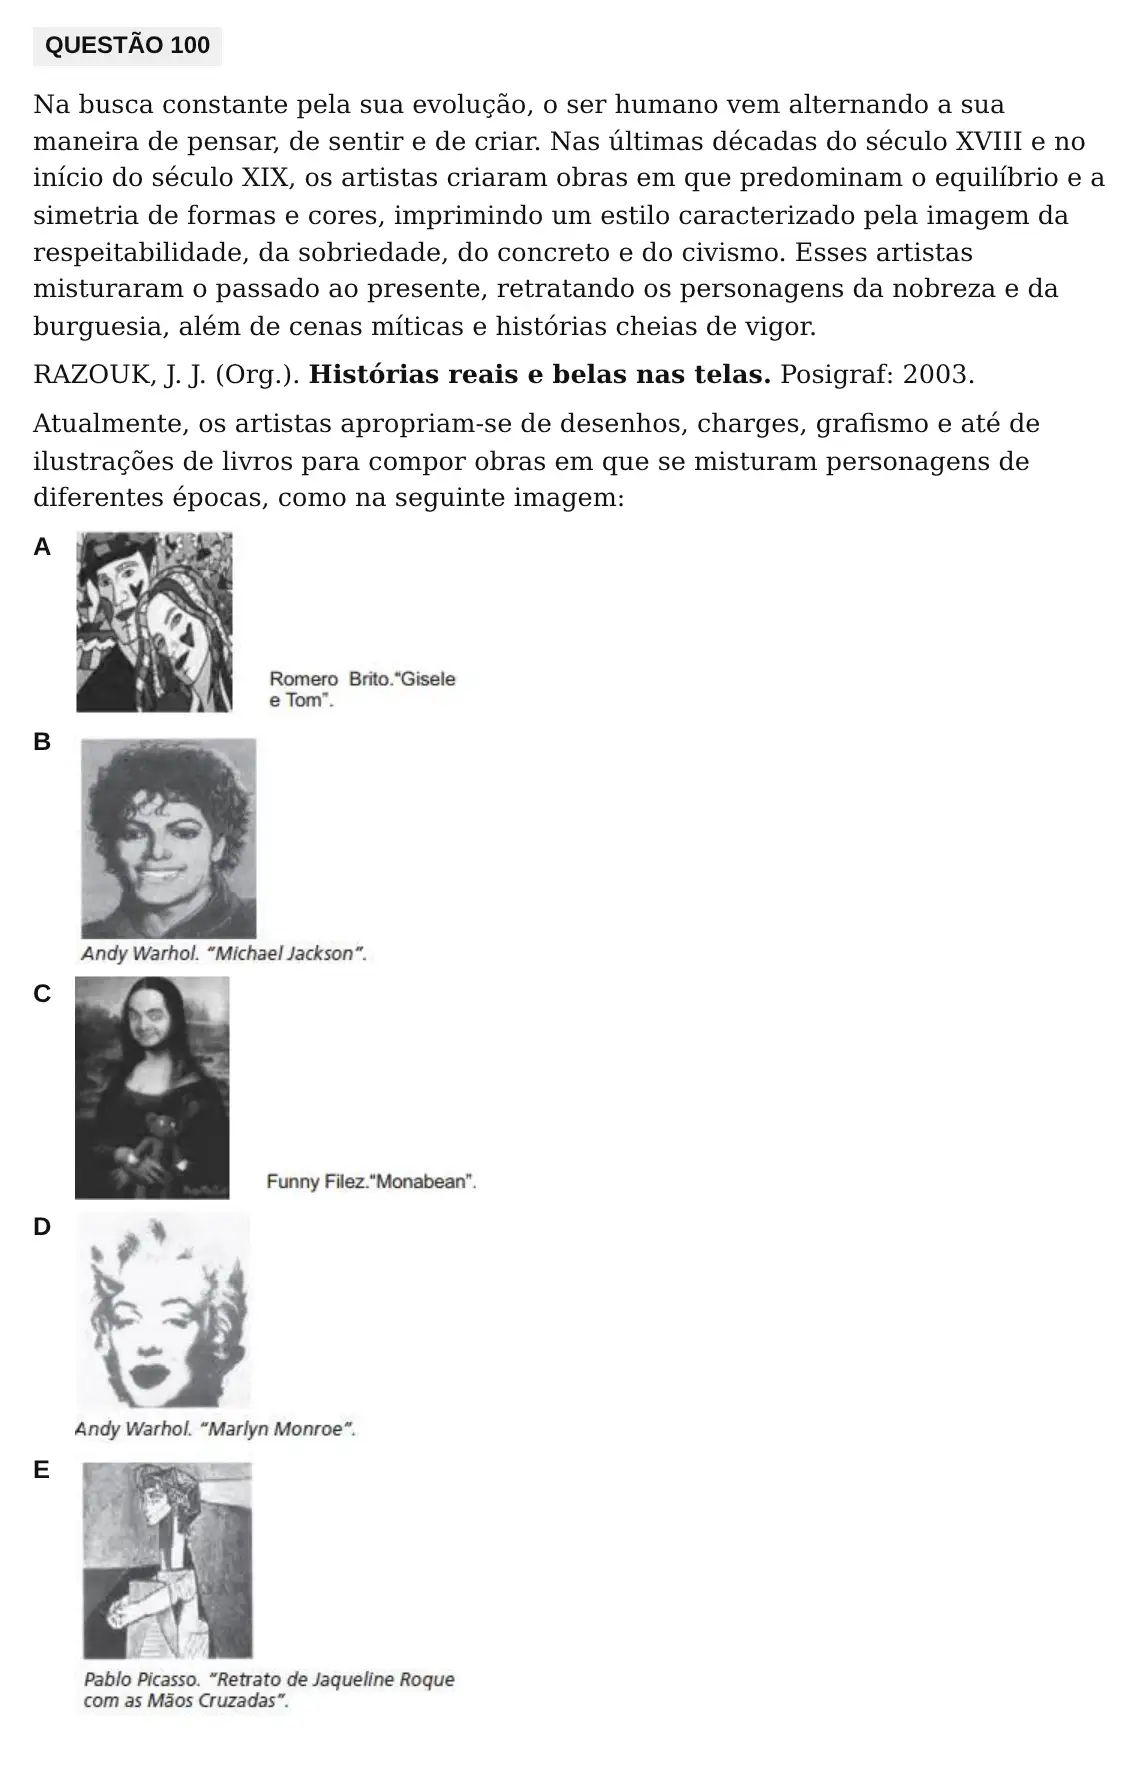 QUESTÃO 100
Na busca constante pela sua evolução, o ser humano vem alternando a sua
maneira de pensar, de sentir e de criar. Nas últimas décadas do século XVIII e no
início do século XIX, os artistas criaram obras em que predominam o equilíbrio e a
simetria de formas e cores, imprimindo um estilo caracterizado pela imagem da
respeitabilidade, da sobriedade, do concreto e do civismo. Esses artistas
misturaram o passado ao presente, retratando os personagens da nobreza e da
burguesia, além de cenas míticas e histórias cheias de vigor.
RAZOUK, J. J. (Org.). Histórias reais e belas nas telas. Posigraf: 2003.
Atualmente, os artistas apropriam-se de desenhos, charges, grafismo e até de
ilustrações de livros para compor obras em que se misturam personagens de
diferentes épocas, como na seguinte imagem:
A
Romero Brito.“Gisele
e Tom”.
B
Andy Warhol. “Michael Jackson”.
C
Funny Filez.“Monabean”.
D
Andy Warhol. “Marlyn Monroe”.
E
Pablo Picasso. “Retrato de Jaqueline Roque
com as Mãos Cruzadas”.